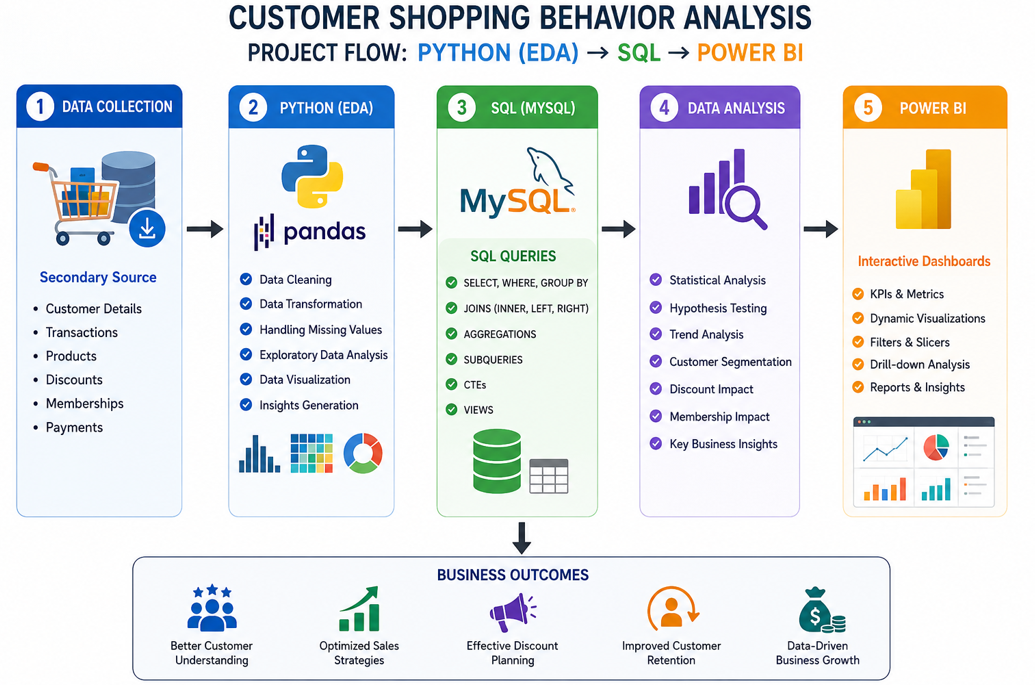 CUSTOMER SHOPPING BEHAVIOR ANALYSIS
PROJECT FLOW: PYTHON (EDA) → SQL → POWER BI
1 DATA COLLECTION
Secondary Source
• Customer Details
• Transactions
• Products
• Discounts
• Memberships
• Payments
2 PYTHON (EDA)
pandas
Data Cleaning
Data Transformation
Handling Missing Values
Exploratory Data Analysis
Data Visualization
Insights Generation
3 SQL (MYSQL)
MySQL®
SQL QUERIES
SELECT, WHERE, GROUP BY
JOINS (INNER, LEFT, RIGHT)
AGGREGATIONS
SUBQUERIES
CTEs
VIEWS
4 DATA ANALYSIS
Statistical Analysis
Hypothesis Testing
Trend Analysis
Customer Segmentation
Discount Impact
Membership Impact
Key Business Insights
5 POWER BI
Interactive Dashboards
KPIs & Metrics
Dynamic Visualizations
Filters & Slicers
Drill-down Analysis
Reports & Insights
BUSINESS OUTCOMES
Better Customer
Understanding
Optimized Sales
Strategies
Effective Discount
Planning
Improved Customer
Retention
$
Data-Driven
Business Growth